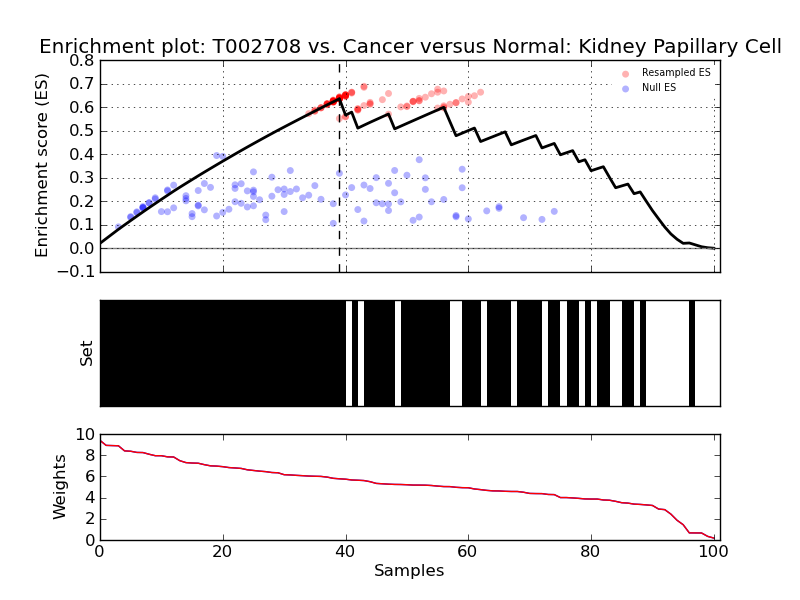 Enrichment plot: T002708 vs. Cancer versus Normal: Kidney Papillary Cell
0.8
0.7
0.6
0.5
0.4
0.3
0.2
0.1
0.0
−0.1
Enrichment score (ES)
Resampled ES
Null ES
Set
10
8
6
4
2
0
Weights
0 20 40 60 80 100
Samples